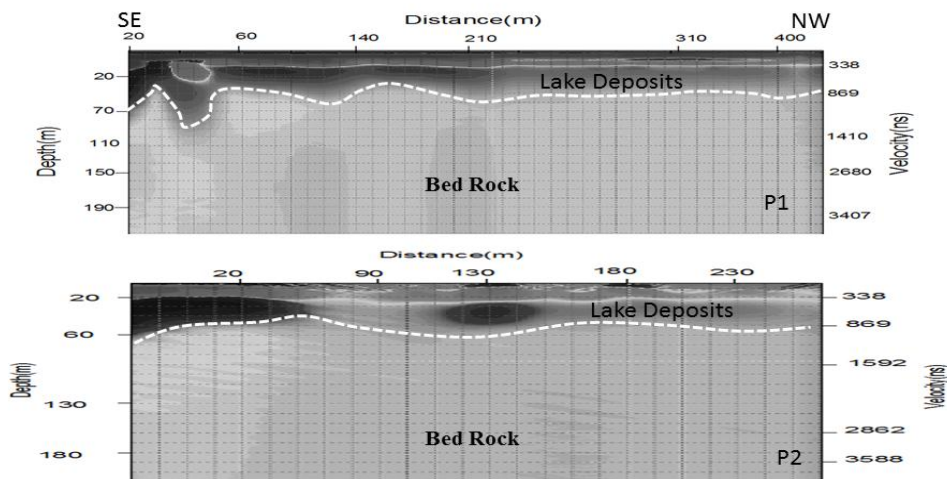 SE Distance(m) NW
20 60 140 210 310 400
20 Lake Deposits 338
70 869
110 1410
Depth(m) Velocity(ns)
150 2680
Bed Rock
190 P1 3407
Distance(m)
20 90 130 180 230
20 Lake Deposits 338
60 869
1592
Depth(m) Velocity(ns)
130
2862
Bed Rock
180 P2 3588